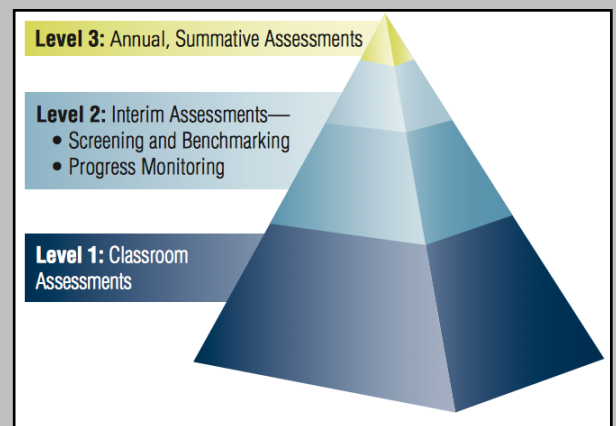 Level 3: Annual, Summative Assessments
Level 2: Interim Assessments—
• Screening and Benchmarking
• Progress Monitoring
Level 1: Classroom
Assessments